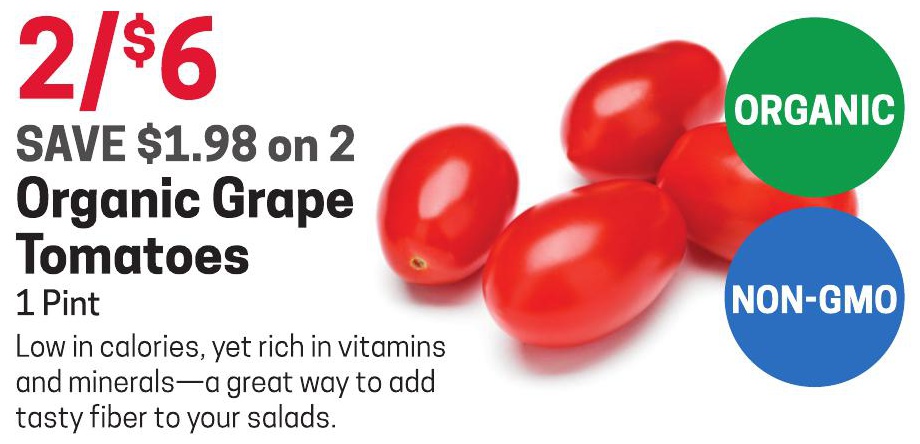 2/$6
SAVE $1.98 on 2
Organic Grape
Tomatoes
1 Pint
Low in calories, yet rich in vitamins
and minerals—a great way to add
tasty fiber to your salads.
ORGANIC
NON-GMO